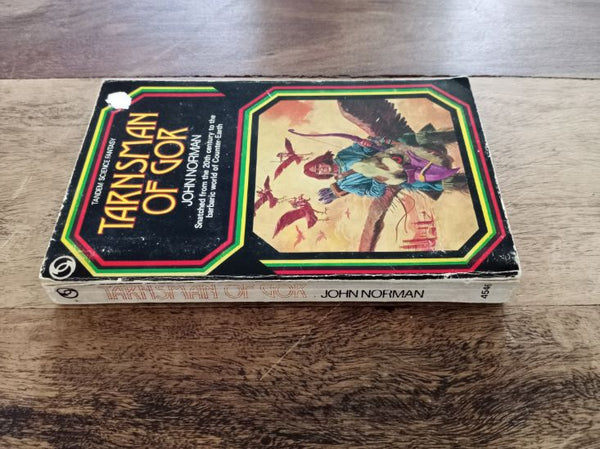 TANDEM SCIENCE FANTASY
TARNSMAN
OF GOR
JOHN NORMAN
Snatched from the 20th century to the
barbaric world of Counter-Earth
TARNSMAN OF GOR
JOHN NORMAN